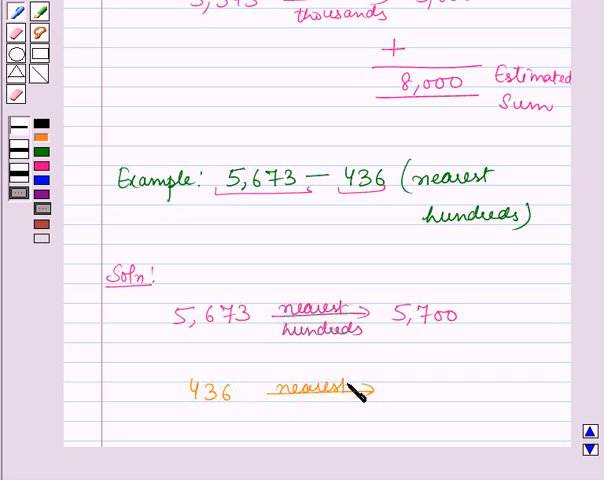 thousands
+
8,000 Estimated
Sum
Example: 5,673 — 436 (nearest
hundreds)
Soln:
5,673 nearest 5,700
hundreds
436 nearest